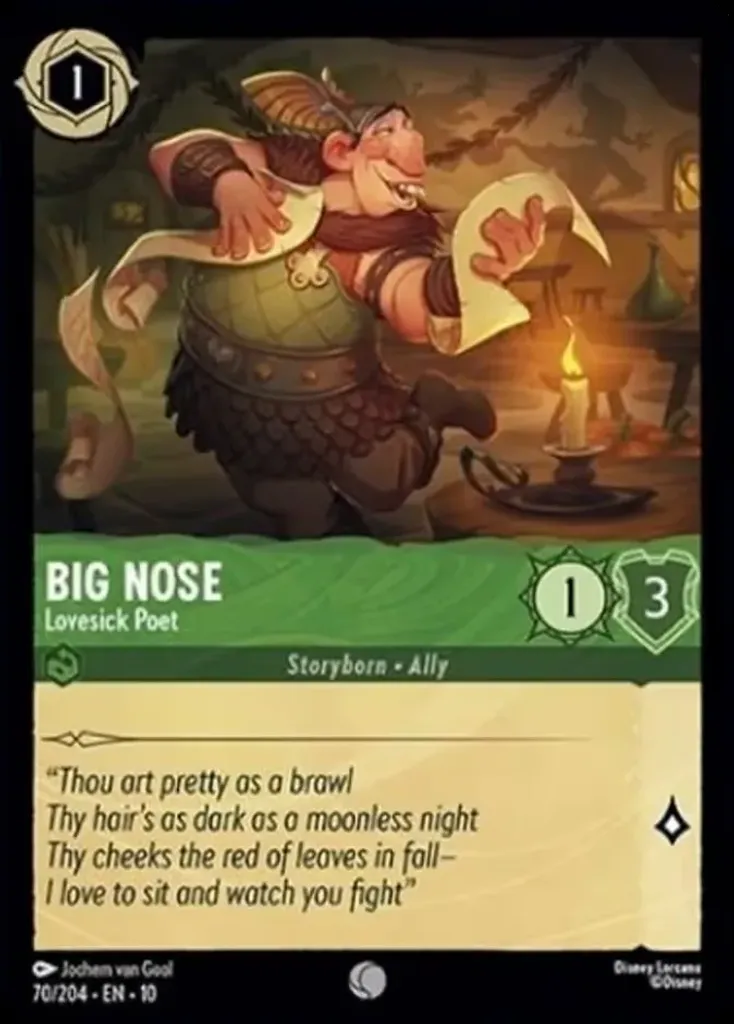 1
BIG NOSE
Lovesick Poet
1
3
Storyborn • Ally
“Thou art pretty as a brawl
Thy hair’s as dark as a moonless night
Thy cheeks the red of leaves in fall–
I love to sit and watch you fight”
Jochem van Gool
70/204 • EN • 10
Disney Lorcana
©Disney